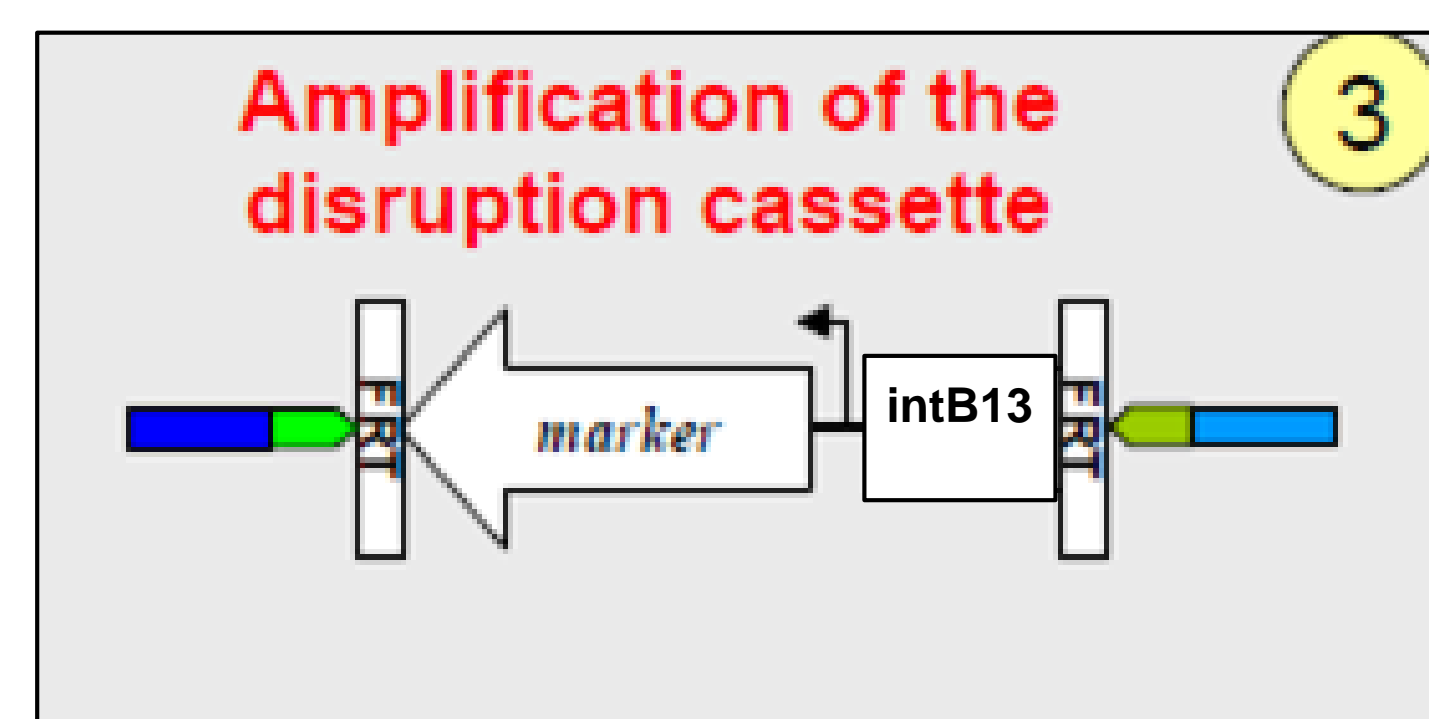 Amplification of the
disruption cassette
3
FRT
marker
intB13
FRT